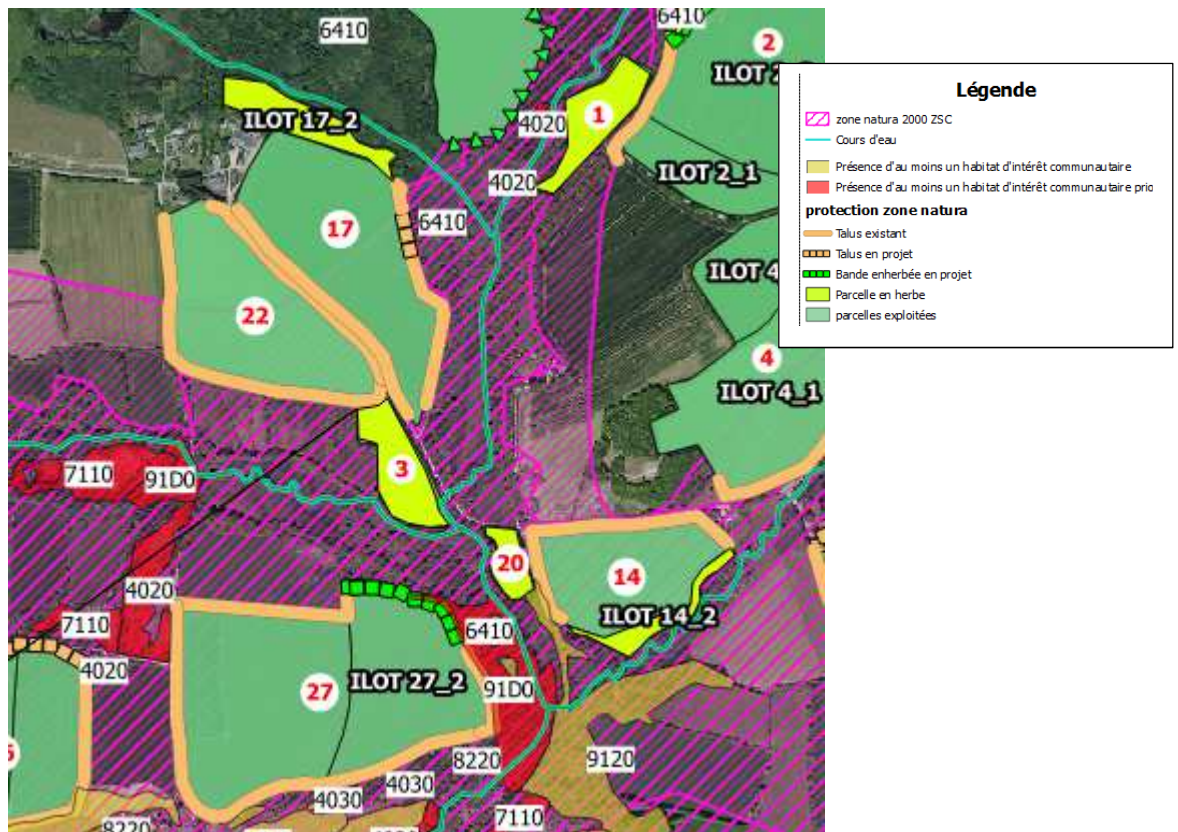 6410
6410
2
ILOT 2
Légende
zone natura 2000 ZSC
Cours d'eau
Présence d'au moins un habitat d'intérêt communautaire
Présence d'au moins un habitat d'intérêt communautaire prio
protection zone natura
Talus existant
Talus en projet
Bande enherbée en projet
Parcelle en herbe
parcelles exploitées
ILOT 17_2
4020
1
4020
ILOT 2_1
17
6410
ILOT 4
22
4
ILOT 4_1
3
7110
91D0
20
14
4020
ILOT 14_2
7110
6410
4020
27
ILOT 27_2
91D0
8220
9120
4030
4030
7110
8220